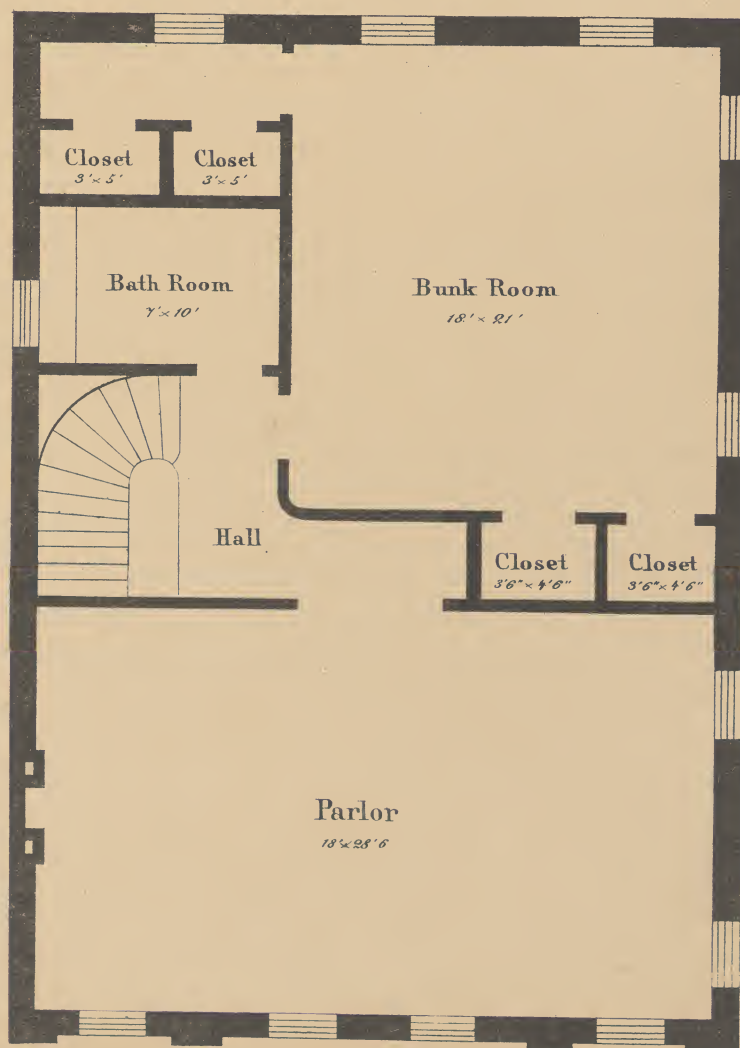 Closet
3' × 5'
Closet
3' × 5'
Bath Room
7' × 10'
Bunk Room
18' × 21'
Hall
Closet
3'6" × 4'6"
Closet
3'6" × 4'6"
Parlor
18' × 28'6